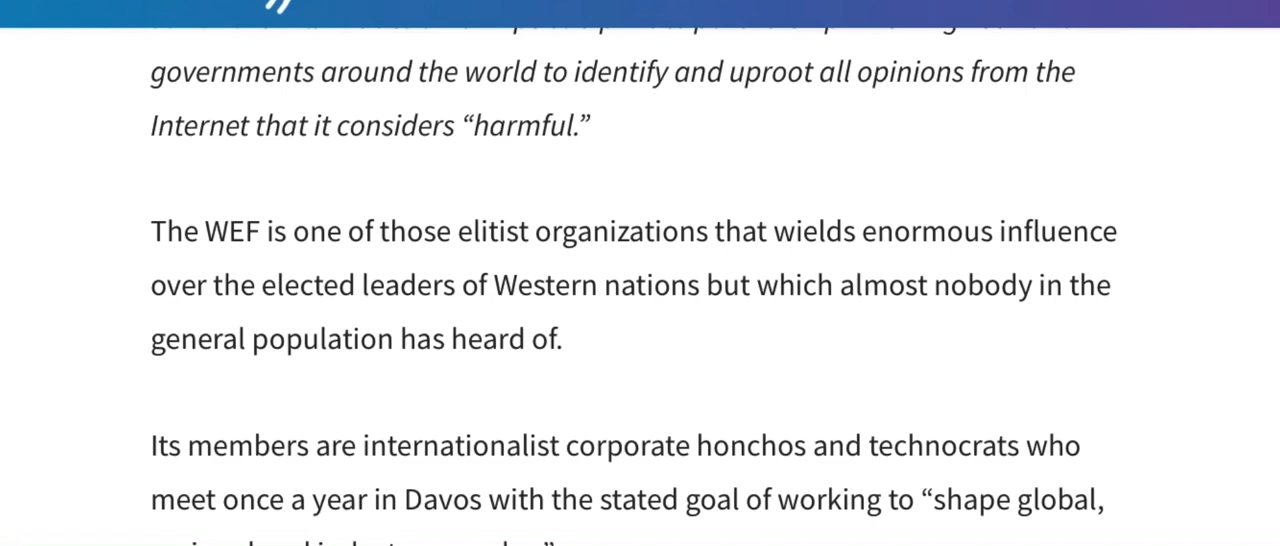 governments around the world to identify and uproot all opinions from the
Internet that it considers “harmful.”
The WEF is one of those elitist organizations that wields enormous influence
over the elected leaders of Western nations but which almost nobody in the
general population has heard of.
Its members are internationalist corporate honchos and technocrats who
meet once a year in Davos with the stated goal of working to “shape global,